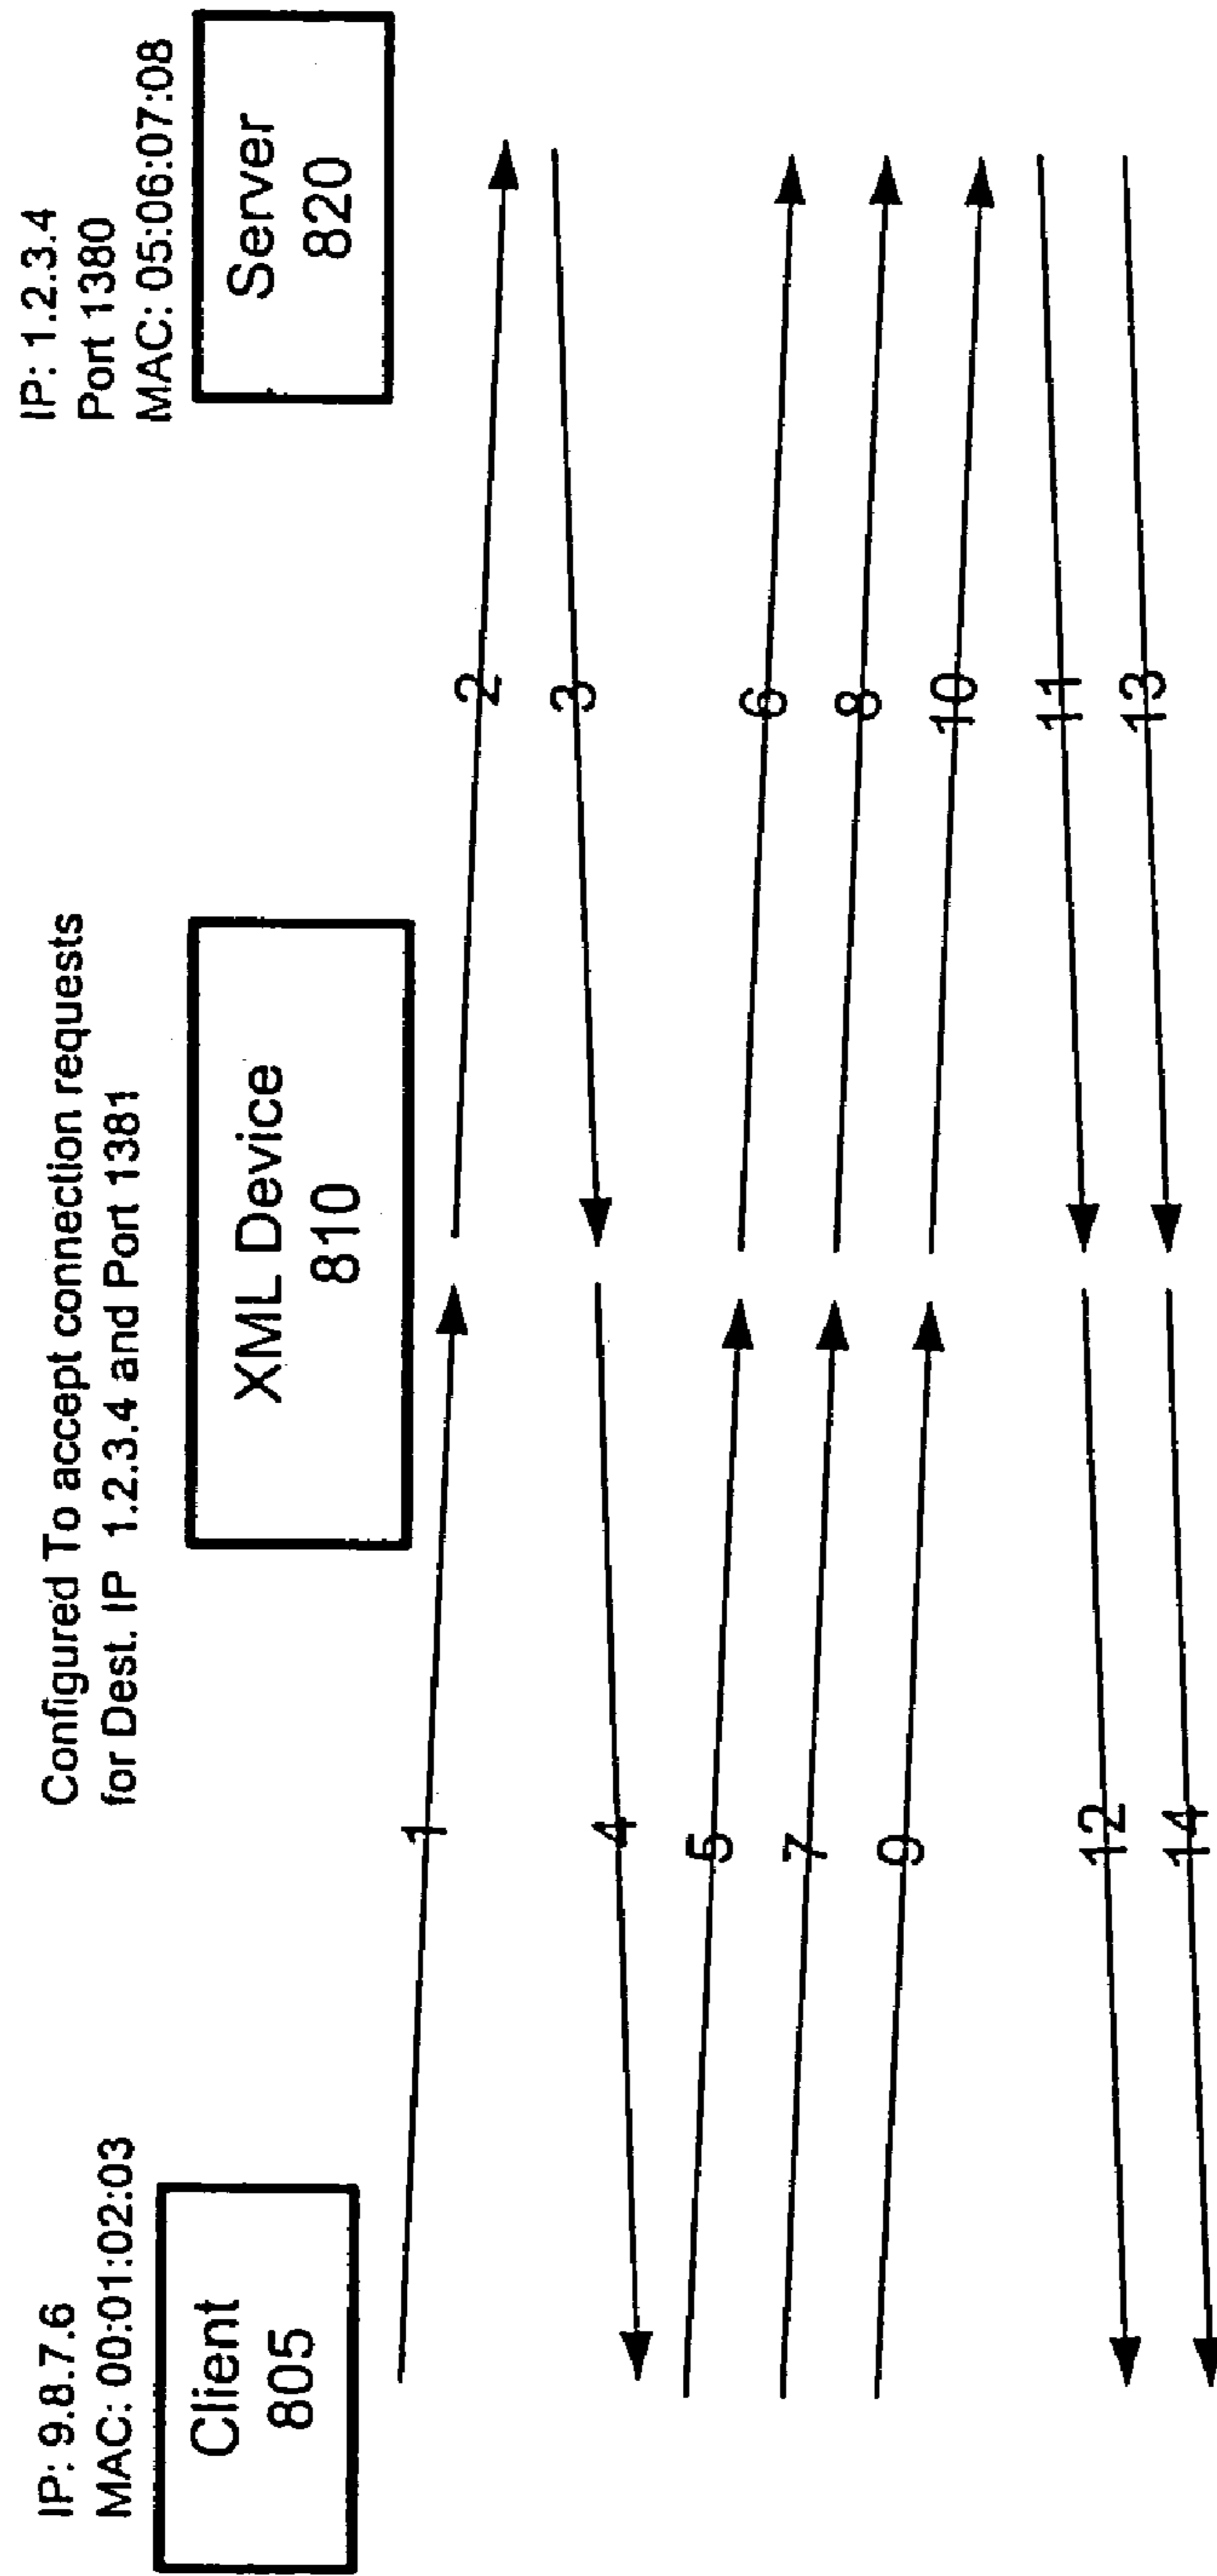 IP: 9.8.7.6
MAC: 00:01:02:03
Client
805
Configured To accept connection requests
for Dest. IP 1.2.3.4 and Port 1381
XML Device
810
IP: 1.2.3.4
Port 1380
MAC: 05:06:07:08
Server
820
1
2
3
4
5
6
7
8
9
10
11
12
13
14